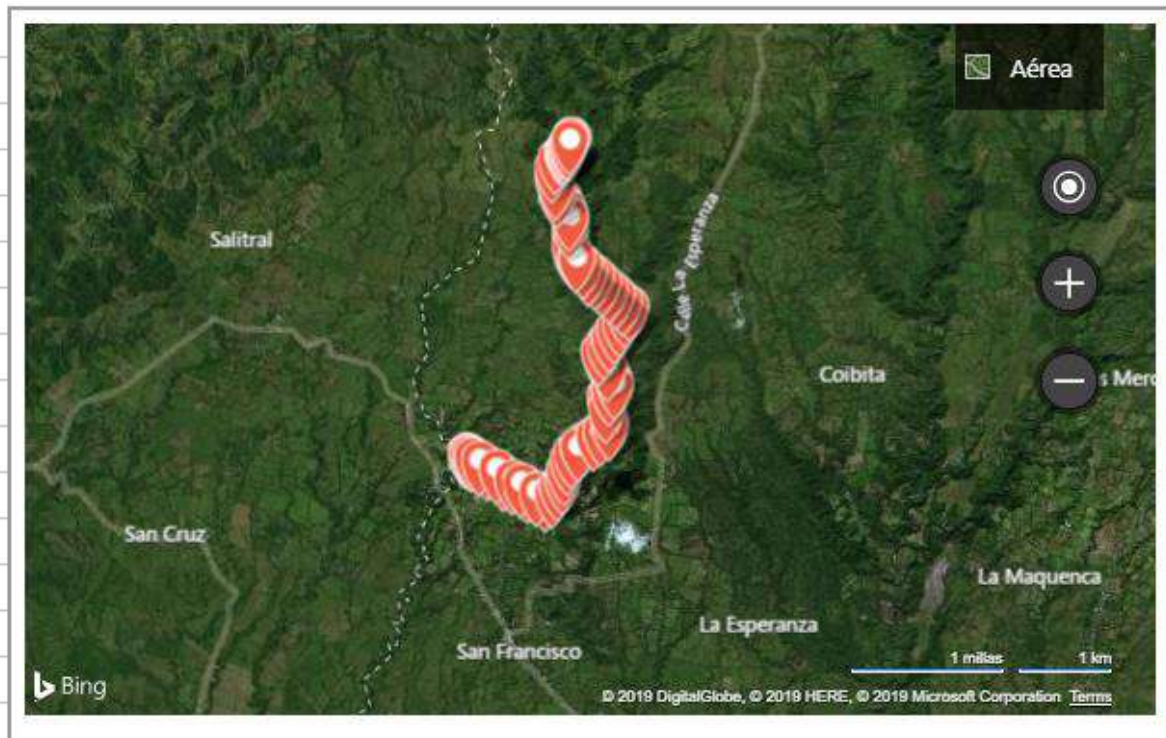 Aérea
Salitral
Calle La Esperanza
Coibita
s Merc
San Cruz
La Maquenca
La Esperanza
San Francisco
1 millas
1 km
Bing
© 2019 DigitalGlobe, © 2019 HERE, © 2019 Microsoft Corporation Terms